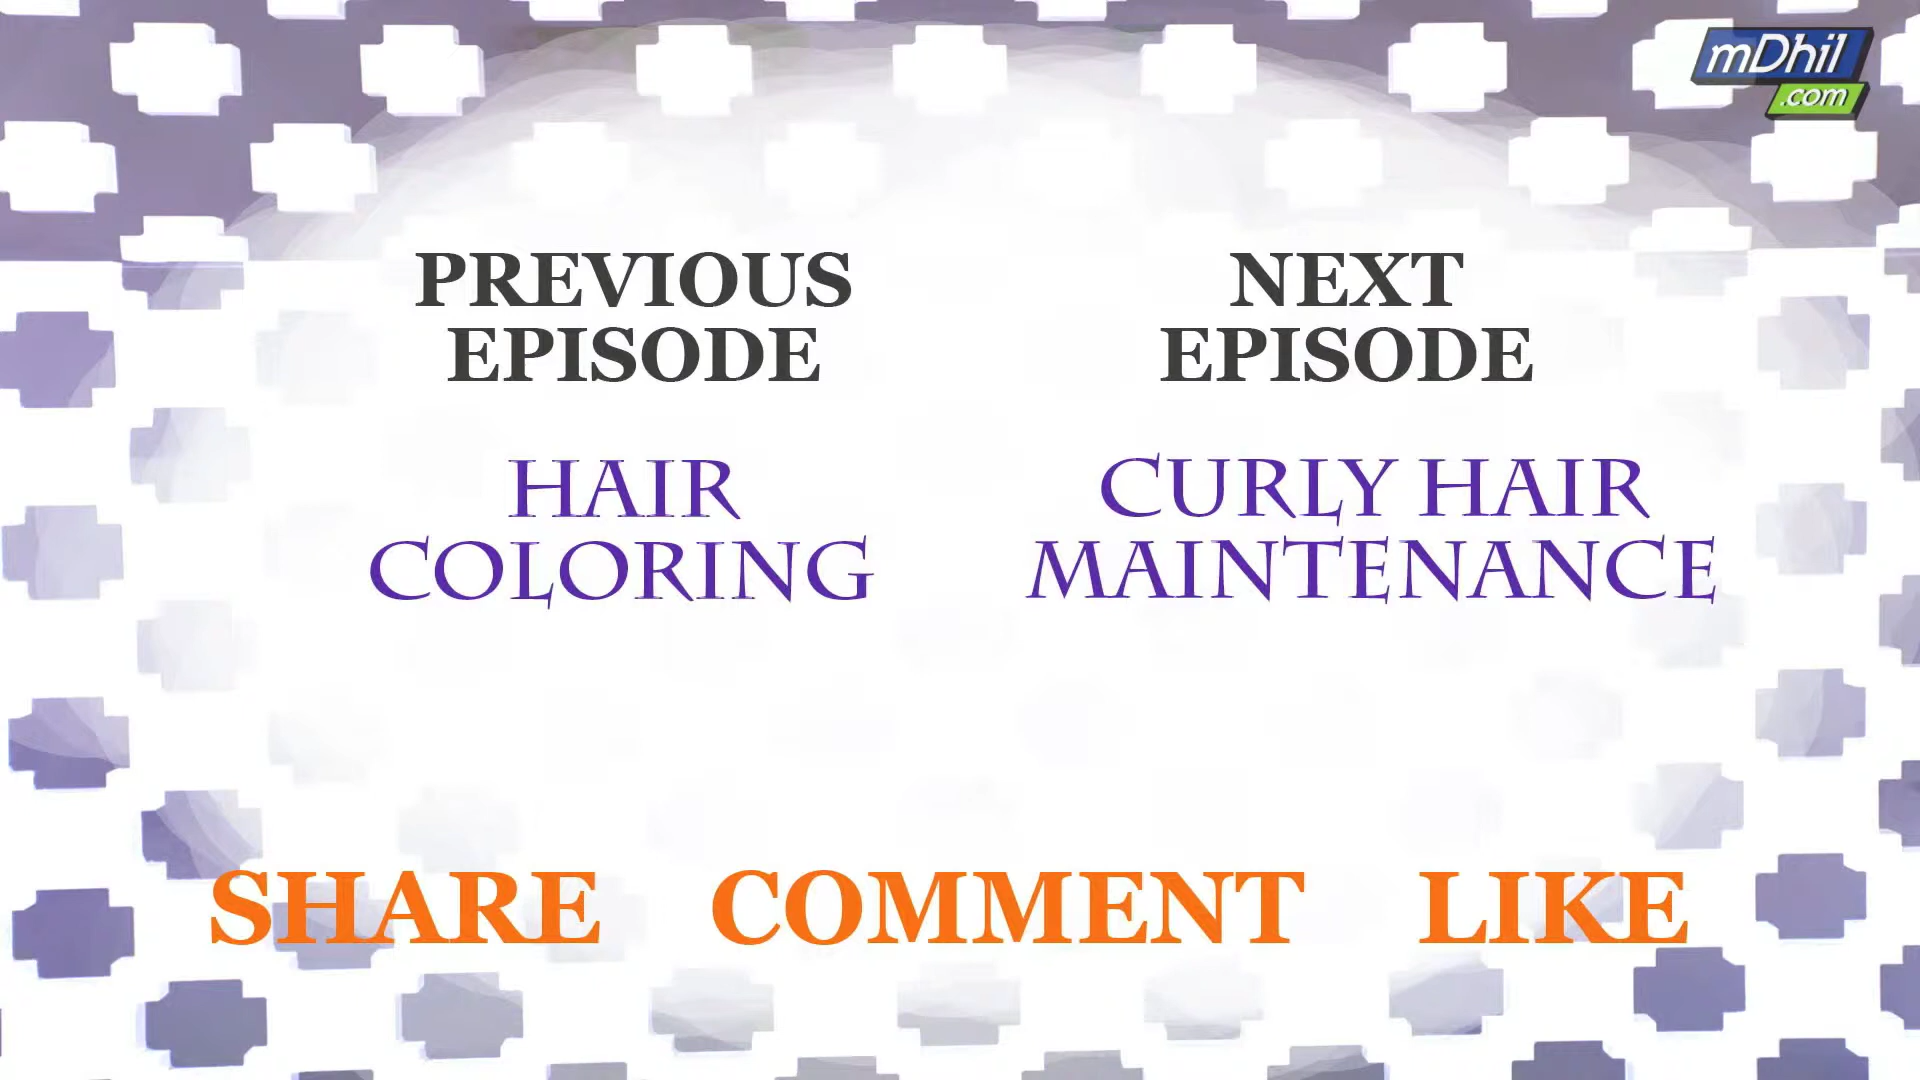 mDhil
.com
PREVIOUS
EPISODE
HAIR
COLORING
NEXT
EPISODE
CURLY HAIR
MAINTENANCE
SHARE COMMENT LIKE